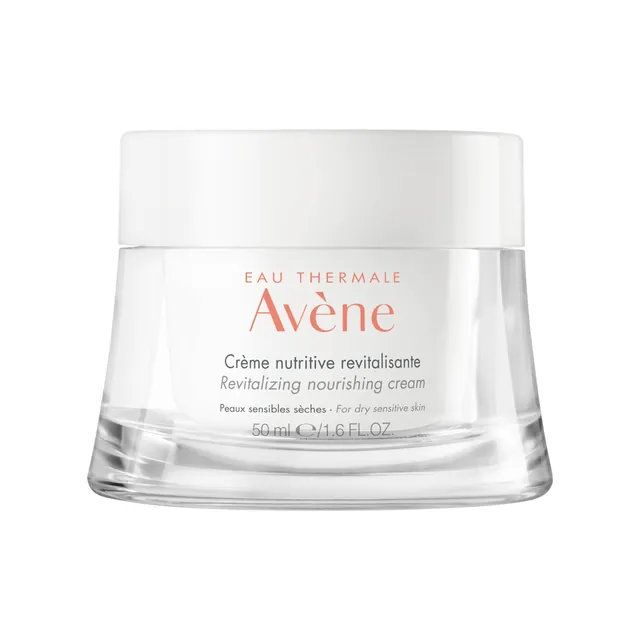 EAU THERMALE
Avène
Crème nutritive revitalisante
Revitalizing nourishing cream
Peaux sensibles sèches • For dry sensitive skin
50 ml ℮/1.6 FL.OZ.